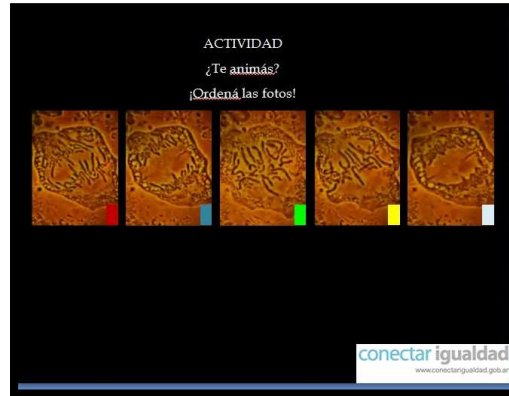 ACTIVIDAD
¿Te animás?
¡Ordená las fotos!
conectar igualdad
www.conectarigualdad.gob.ar